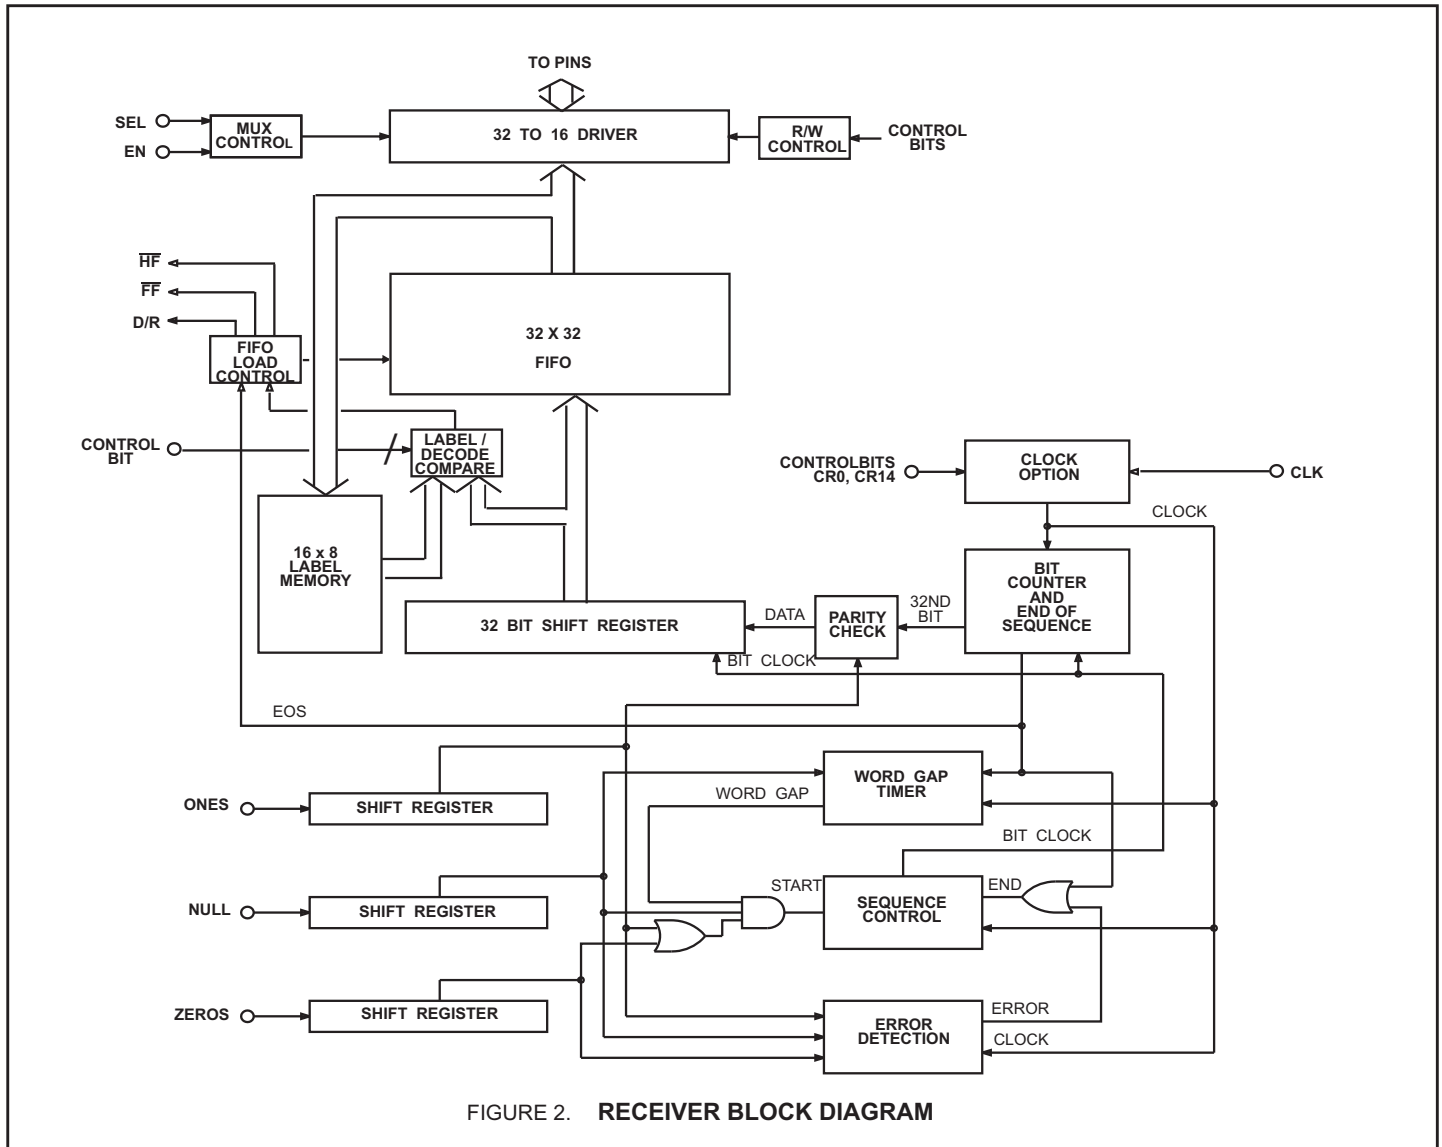 TO PINS
SEL
EN
MUX
CONTROL
32 TO 16 DRIVER
R/W
CONTROL
CONTROL
BITS
HF
FF
D/R
FIFO
LOAD
CONTROL
32 X 32
FIFO
CONTROL
BIT
/
LABEL /
DECODE
COMPARE
CONTROLBITS
CR0, CR14
CLOCK
OPTION
CLK
CLOCK
16 x 8
LABEL
MEMORY
BIT
COUNTER
AND
END OF
SEQUENCE
32 BIT SHIFT REGISTER
DATA
PARITY
CHECK
32ND
BIT
BIT CLOCK
EOS
ONES
SHIFT REGISTER
WORD GAP
WORD GAP
TIMER
BIT CLOCK
NULL
SHIFT REGISTER
START
SEQUENCE
CONTROL
END
ZEROS
SHIFT REGISTER
ERROR
DETECTION
ERROR
CLOCK
FIGURE 2. RECEIVER BLOCK DIAGRAM